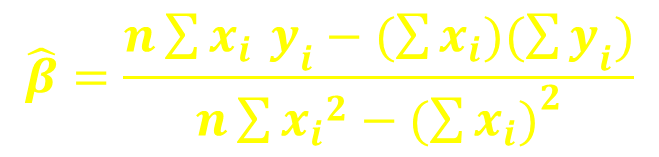 β̂ = (n ∑ xᵢ yᵢ − (∑ xᵢ)(∑ yᵢ)) / (n ∑ xᵢ² − (∑ xᵢ)²)